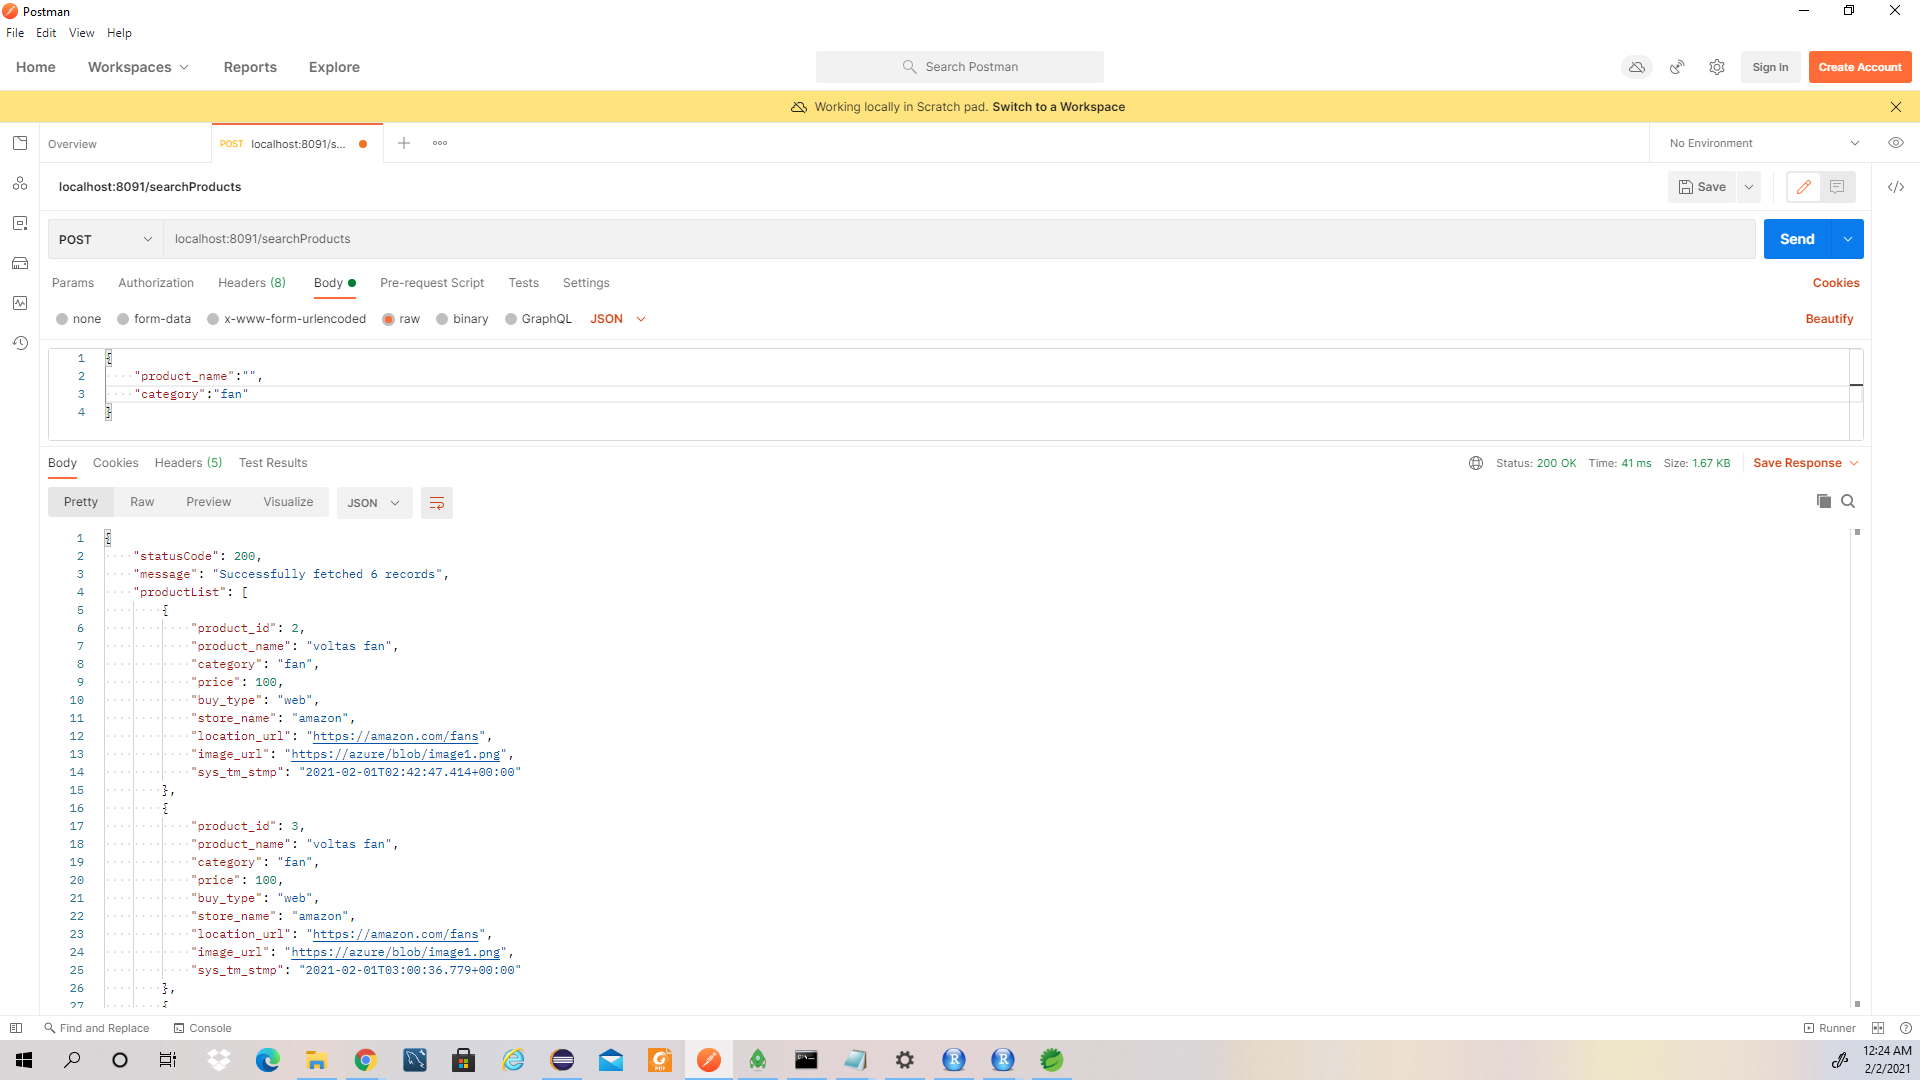 Postman
File Edit View Help
Home Workspaces Reports Explore Search Postman Sign In Create Account
Working locally in Scratch pad. Switch to a Workspace
Overview POST localhost:8091/s... No Environment
localhost:8091/searchProducts Save
POST localhost:8091/searchProducts Send
Params Authorization Headers (8) Body Pre-request Script Tests Settings Cookies
none form-data x-www-form-urlencoded raw binary GraphQL JSON Beautify
1 {
2 "product_name":"",
3 "category":"fan"
4 }
Body Cookies Headers (5) Test Results Status: 200 OK Time: 41 ms Size: 1.67 KB Save Response
Pretty Raw Preview Visualize JSON
1 {
2 "statusCode": 200,
3 "message": "Successfully fetched 6 records",
4 "productList": [
5 {
6 "product_id": 2,
7 "product_name": "voltas fan",
8 "category": "fan",
9 "price": 100,
10 "buy_type": "web",
11 "store_name": "amazon",
12 "location_url": "https://amazon.com/fans",
13 "image_url": "https://azure/blob/image1.png",
14 "sys_tm_stmp": "2021-02-01T02:42:47.414+00:00"
15 },
16 {
17 "product_id": 3,
18 "product_name": "voltas fan",
19 "category": "fan",
20 "price": 100,
21 "buy_type": "web",
22 "store_name": "amazon",
23 "location_url": "https://amazon.com/fans",
24 "image_url": "https://azure/blob/image1.png",
25 "sys_tm_stmp": "2021-02-01T03:00:36.779+00:00"
26 },
27 {
Find and Replace Console Runner
12:24 AM
2/2/2021